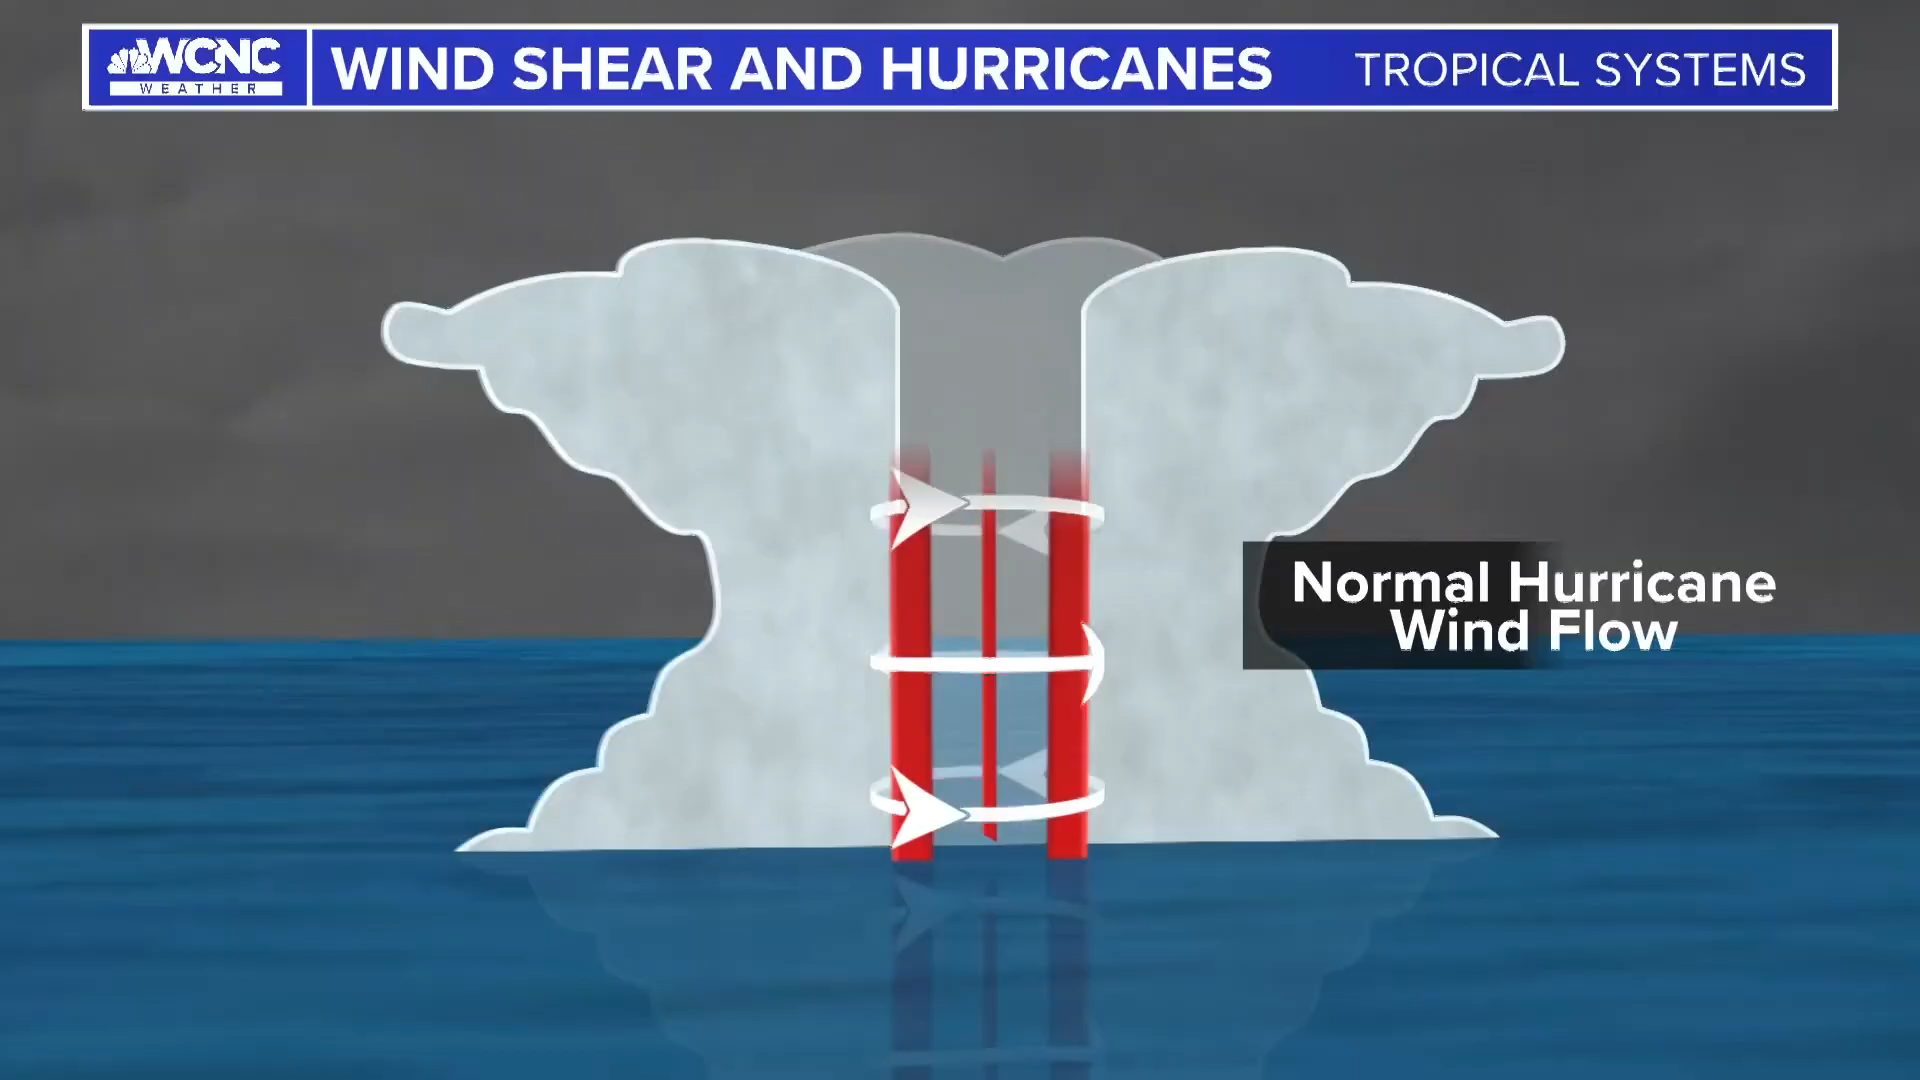 WCNC
WEATHER
WIND SHEAR AND HURRICANES
TROPICAL SYSTEMS
Normal Hurricane
Wind Flow